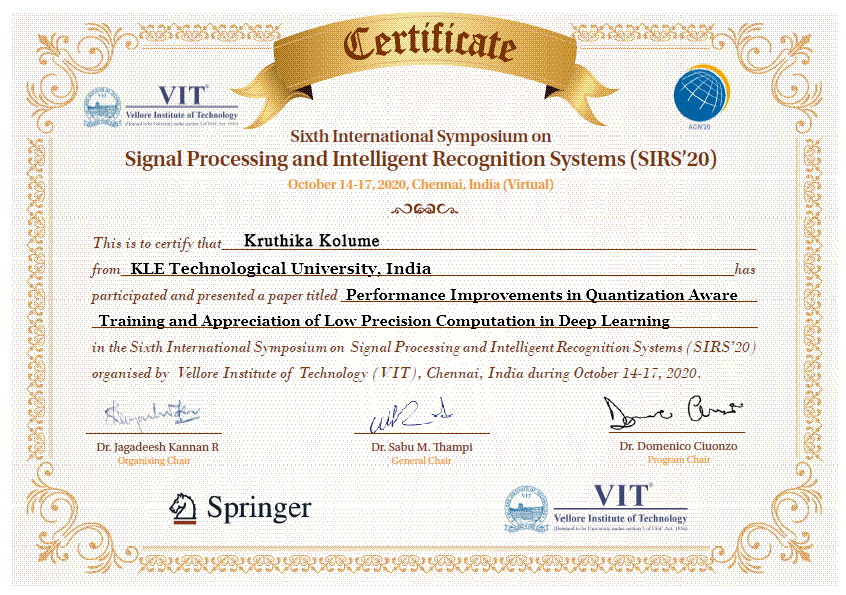 Certificate
VIT®
Vellore Institute of Technology
(Deemed to be University under section 3 of UGC Act, 1956)
ACN'20
Sixth International Symposium on
Signal Processing and Intelligent Recognition Systems (SIRS'20)
October 14-17, 2020, Chennai, India (Virtual)
This is to certify that Kruthika Kolume
from KLE Technological University, India has
participated and presented a paper titled Performance Improvements in Quantization Aware
Training and Appreciation of Low Precision Computation in Deep Learning
in the Sixth International Symposium on Signal Processing and Intelligent Recognition Systems (SIRS'20)
organised by Vellore Institute of Technology (VIT), Chennai, India during October 14-17, 2020.
Dr. Jagadeesh Kannan R
Organising Chair
Dr. Sabu M. Thampi
General Chair
Dr. Domenico Ciuonzo
Program Chair
Springer
VIT®
Vellore Institute of Technology
(Deemed to be University under section 3 of UGC Act, 1956)